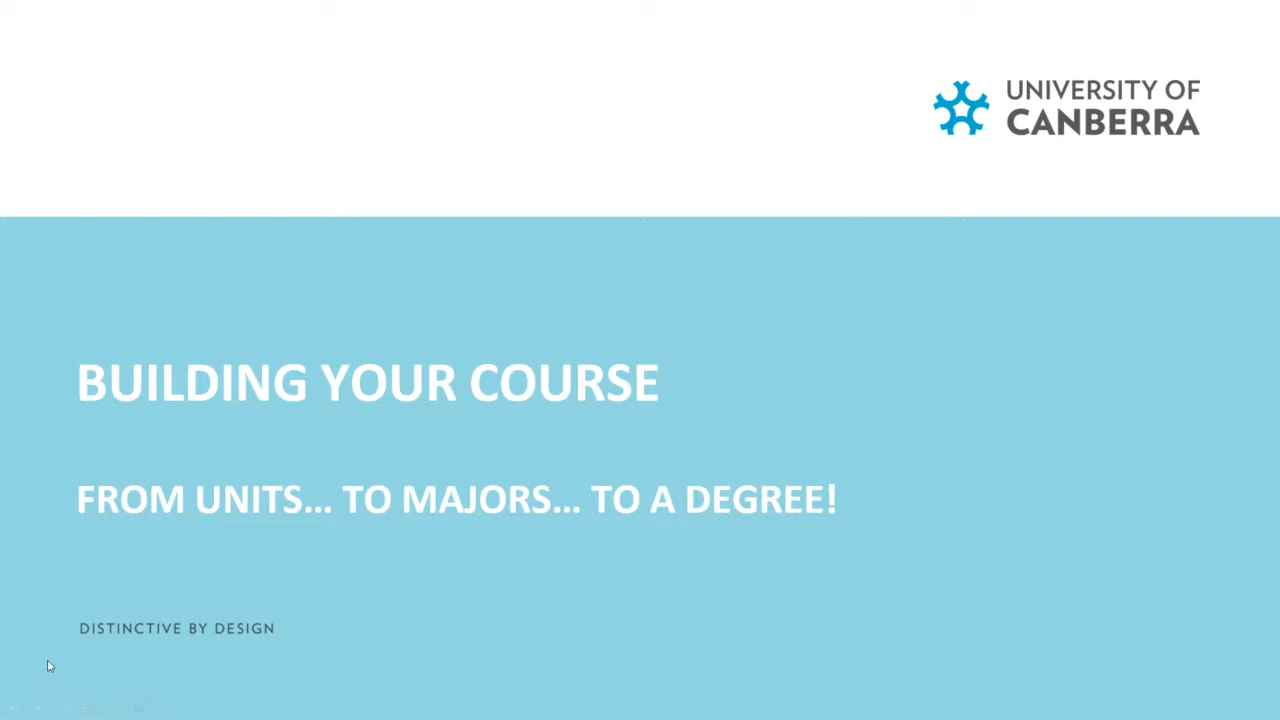 UNIVERSITY OF
CANBERRA
BUILDING YOUR COURSE
FROM UNITS... TO MAJORS... TO A DEGREE!
DISTINCTIVE BY DESIGN